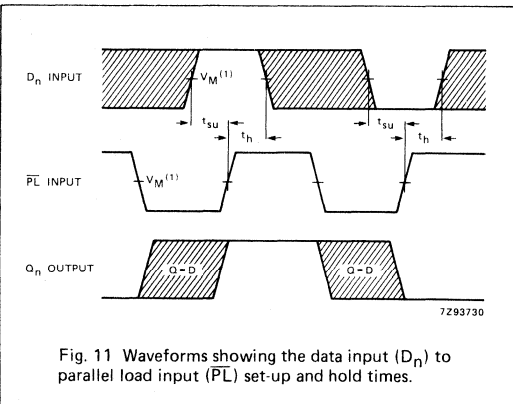 Dn INPUT
VM(1)
tsu
th
tsu
th
PL INPUT
VM(1)
Qn OUTPUT
Q-D
Q-D
7Z93730
Fig. 11 Waveforms showing the data input (Dn) to
parallel load input (PL) set-up and hold times.